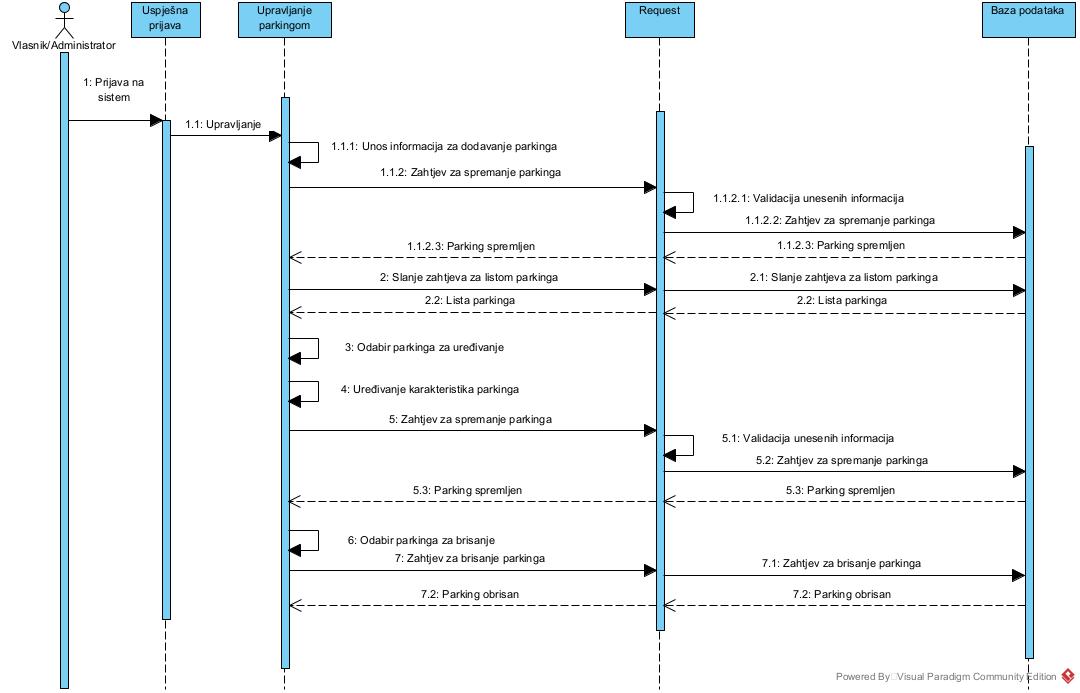 Vlasnik/Administrator
Uspješna
prijava
Upravljanje
parkingom
Request
Baza podataka
1: Prijava na
sistem
1.1: Upravljanje
1.1.1: Unos informacija za dodavanje parkinga
1.1.2: Zahtjev za spremanje parkinga
1.1.2.1: Validacija unesenih informacija
1.1.2.2: Zahtjev za spremanje parkinga
1.1.2.3: Parking spremljen
1.1.2.3: Parking spremljen
2: Slanje zahtjeva za listom parkinga
2.1: Slanje zahtjeva za listom parkinga
2.2: Lista parkinga
2.2: Lista parkinga
3: Odabir parkinga za uređivanje
4: Uređivanje karakteristika parkinga
5: Zahtjev za spremanje parkinga
5.1: Validacija unesenih informacija
5.2: Zahtjev za spremanje parkinga
5.3: Parking spremljen
5.3: Parking spremljen
6: Odabir parkinga za brisanje
7: Zahtjev za brisanje parkinga
7.1: Zahtjev za brisanje parkinga
7.2: Parking obrisan
7.2: Parking obrisan
Powered By Visual Paradigm Community Edition